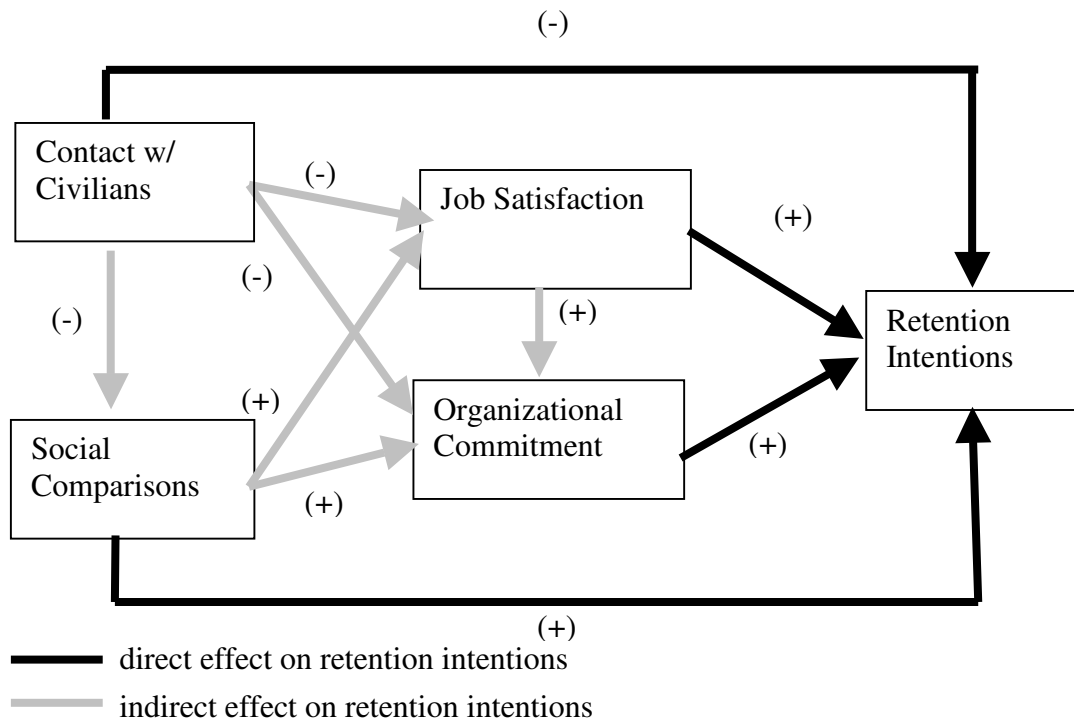 (-)
Contact w/
Civilians
(-)
Job Satisfaction
(+)
(-)
(-)
(+)
Retention
Intentions
(+)
Organizational
Commitment
(+)
Social
Comparisons
(+)
(+)
direct effect on retention intentions
indirect effect on retention intentions